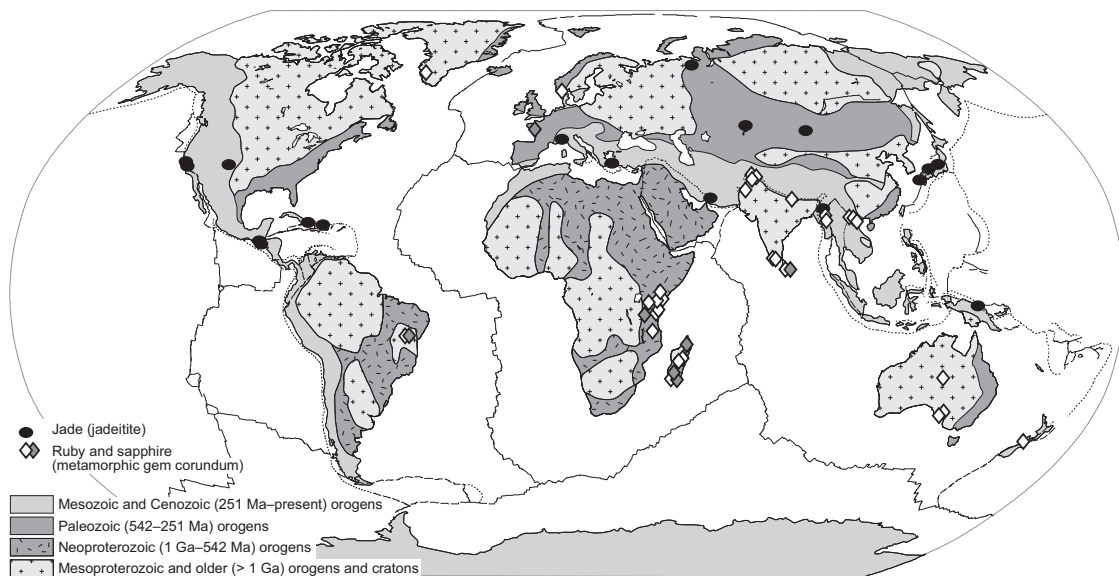 Jade (jadeitite)
Ruby and sapphire
(metamorphic gem corundum)
Mesozoic and Cenozoic (251 Ma–present) orogens
Paleozoic (542–251 Ma) orogens
Neoproterozoic (1 Ga–542 Ma) orogens
Mesoproterozoic and older (> 1 Ga) orogens and cratons